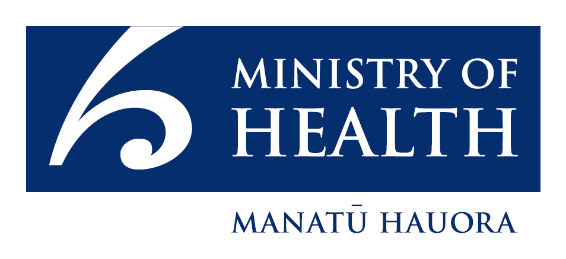 MINISTRY OF
HEALTH
MANATŪ HAUORA